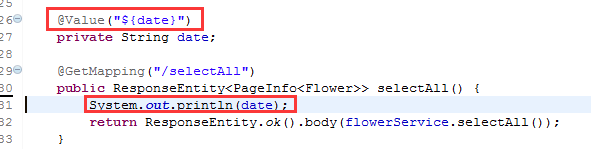 26 @Value("${date}")
27 private String date;
28
29 @GetMapping("/selectAll")
30 public ResponseEntity<PageInfo<Flower>> selectAll() {
31 System.out.println(date);
32 return ResponseEntity.ok().body(flowerService.selectAll());
33 }